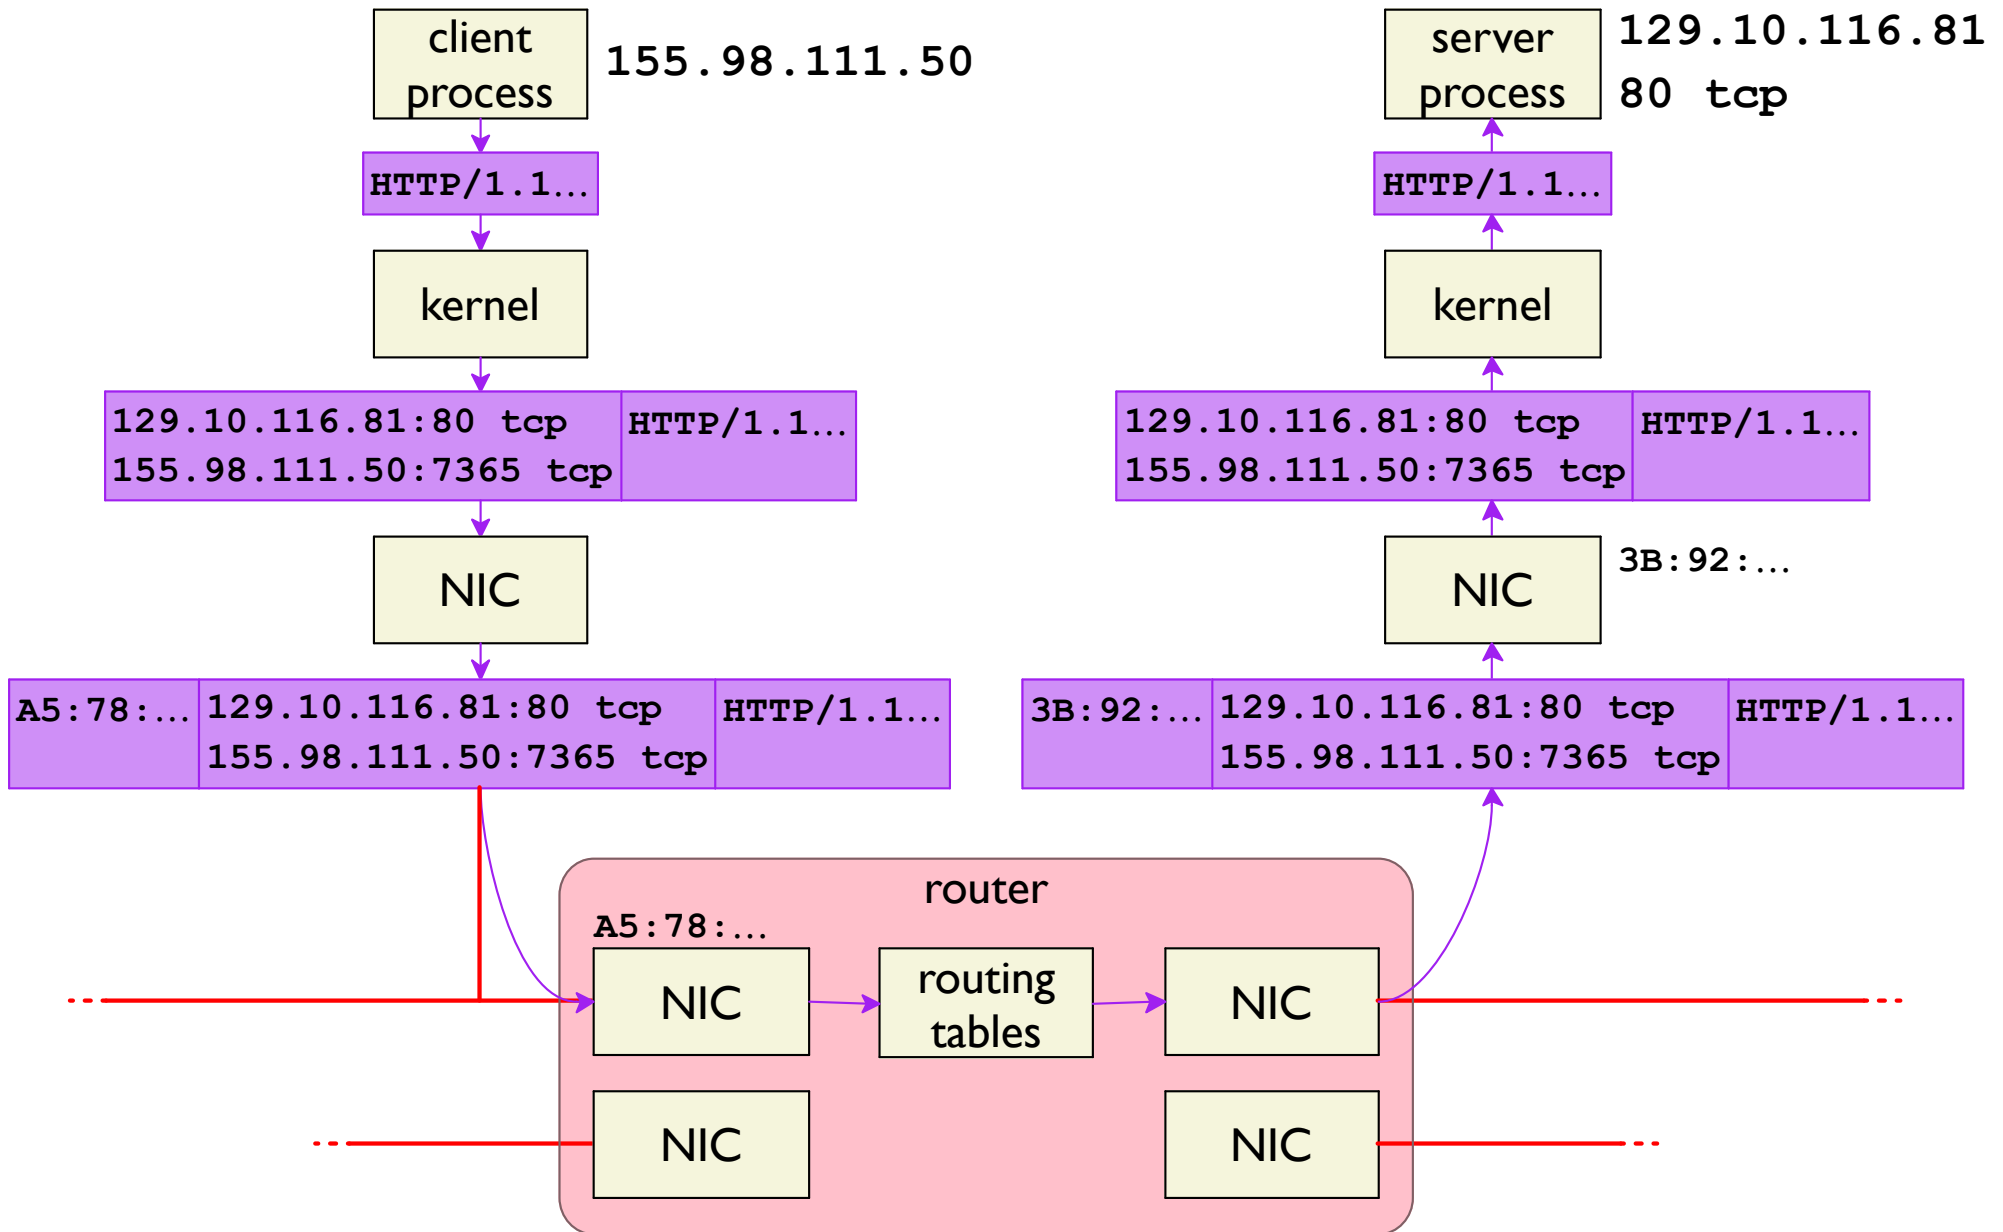 client
process
155.98.111.50
HTTP/1.1...
kernel
129.10.116.81:80 tcp
155.98.111.50:7365 tcp
HTTP/1.1...
NIC
A5:78:...
129.10.116.81:80 tcp
155.98.111.50:7365 tcp
HTTP/1.1...
server
process
129.10.116.81
80 tcp
HTTP/1.1...
kernel
129.10.116.81:80 tcp
155.98.111.50:7365 tcp
HTTP/1.1...
NIC
3B:92:...
3B:92:...
129.10.116.81:80 tcp
155.98.111.50:7365 tcp
HTTP/1.1...
router
A5:78:...
NIC
routing
tables
NIC
NIC
NIC